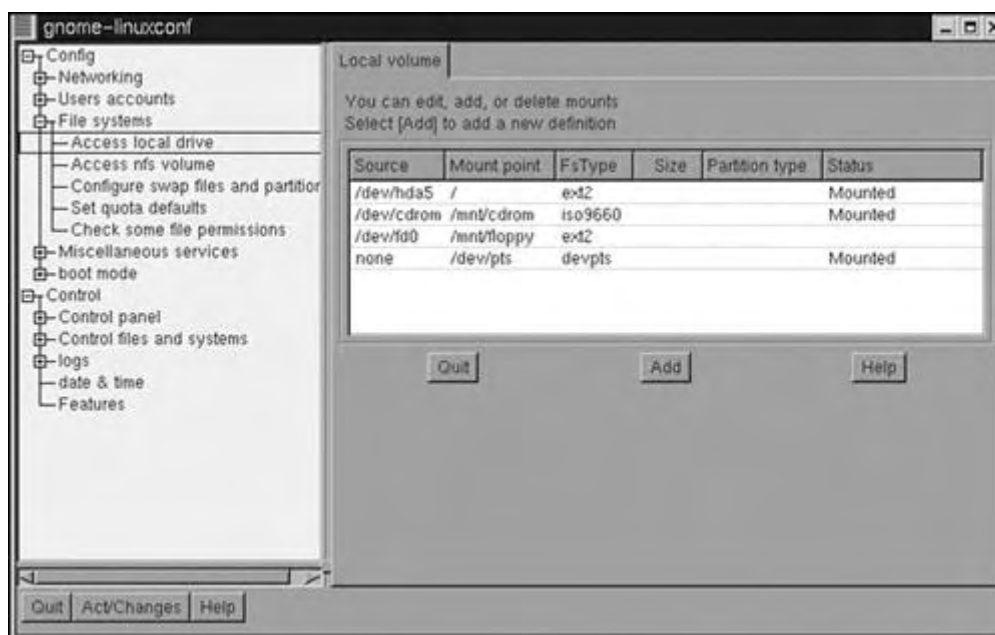 gnome-linuxconf
Config
Networking
Users accounts
File systems
Access local drive
Access nfs volume
Configure swap files and partition
Set quota defaults
Check some file permissions
Miscellaneous services
boot mode
Control
Control panel
Control files and systems
logs
date & time
Features
Local volume
You can edit, add, or delete mounts
Select [Add] to add a new definition
Source Mount point FsType Size Partition type Status
/dev/hda5 / ext2 Mounted
/dev/cdrom /mnt/cdrom iso9660 Mounted
/dev/fd0 /mnt/floppy ext2
none /dev/pts devpts Mounted
Quit Add Help
Quit Act/Changes Help